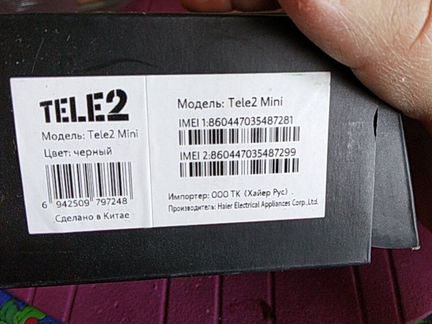 TELE2
Модель: Tele2 Mini
Цвет: черный
6 942509 797248
Сделано в Китае
Модель: Tele2 Mini
IMEI 1:860447035487281
IMEI 2:860447035487299
Импортер: ООО ТК (Хайер Рус) .
Производитель: Haier Electrical Appliances Corp.,Ltd.